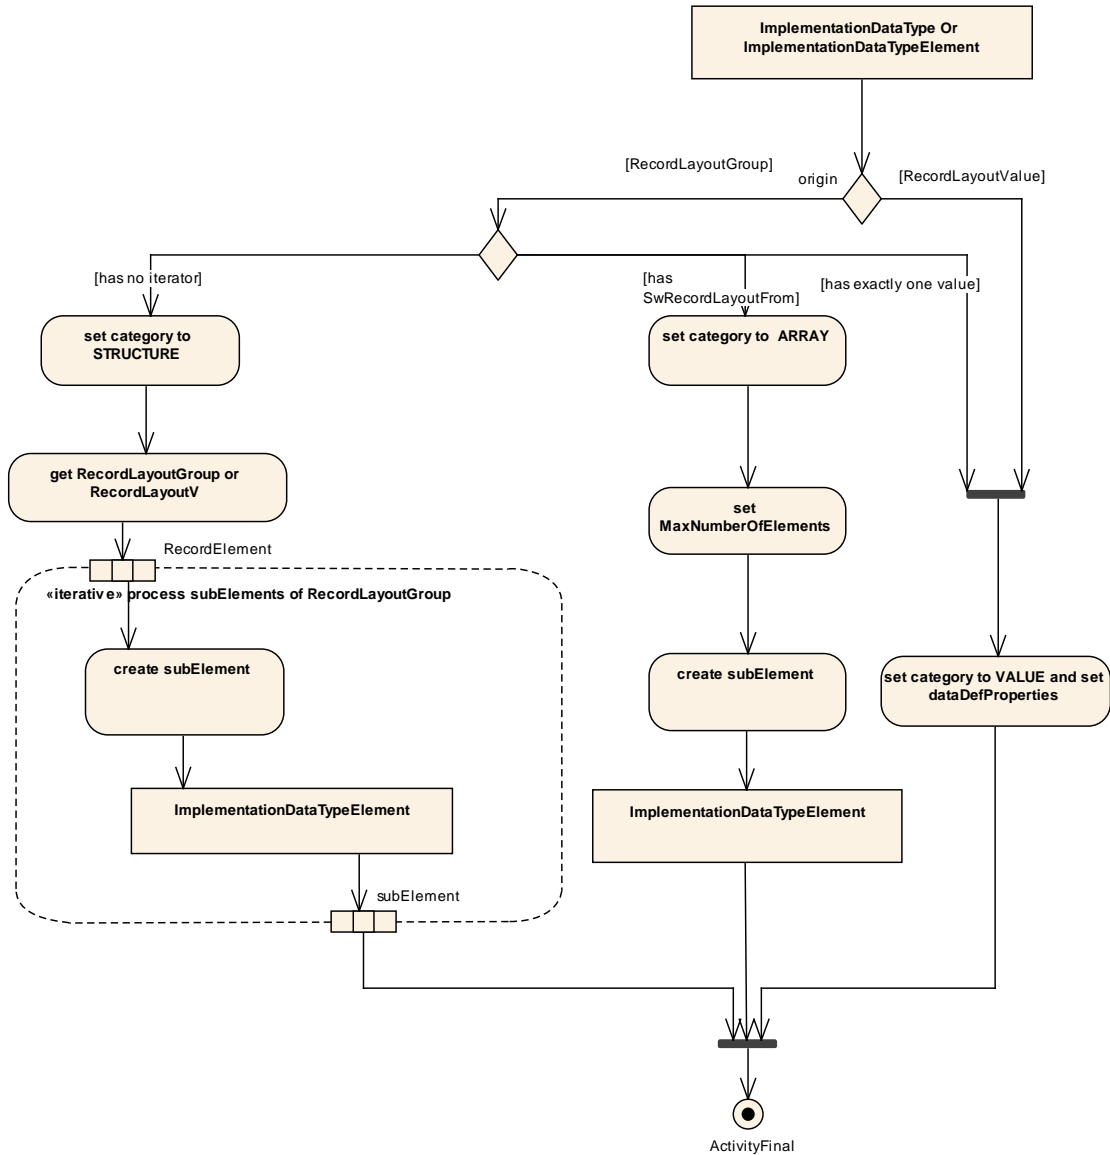 ImplementationDataType Or
ImplementationDataTypeElement
[RecordLayoutGroup]
origin
[RecordLayoutValue]
[has no iterator]
[has
SwRecordLayoutFrom]
[has exactly one value]
set category to
STRUCTURE
set category to ARRAY
get RecordLayoutGroup or
RecordLayoutV
set
MaxNumberOfElements
RecordElement
«iterative» process subElements of RecordLayoutGroup
create subElement
create subElement
set category to VALUE and set
dataDefProperties
ImplementationDataTypeElement
ImplementationDataTypeElement
subElement
ActivityFinal